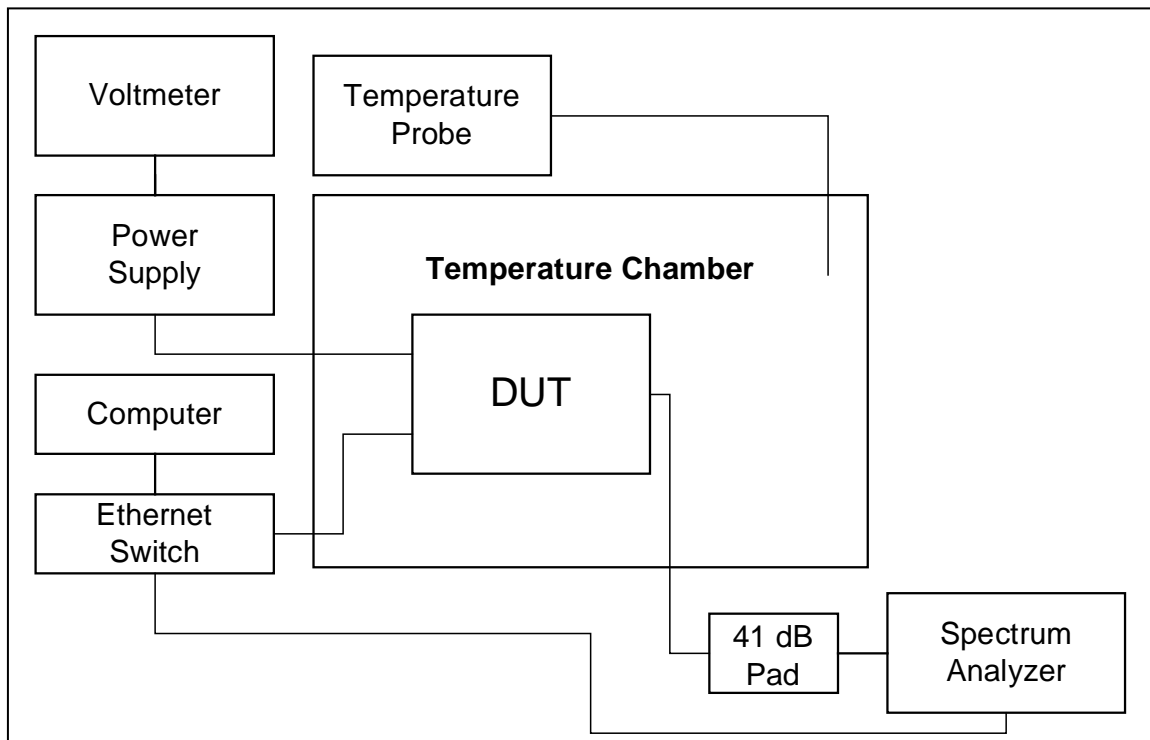 Voltmeter
Temperature
Probe
Power
Supply
Temperature Chamber
DUT
Computer
Ethernet
Switch
41 dB
Pad
Spectrum
Analyzer